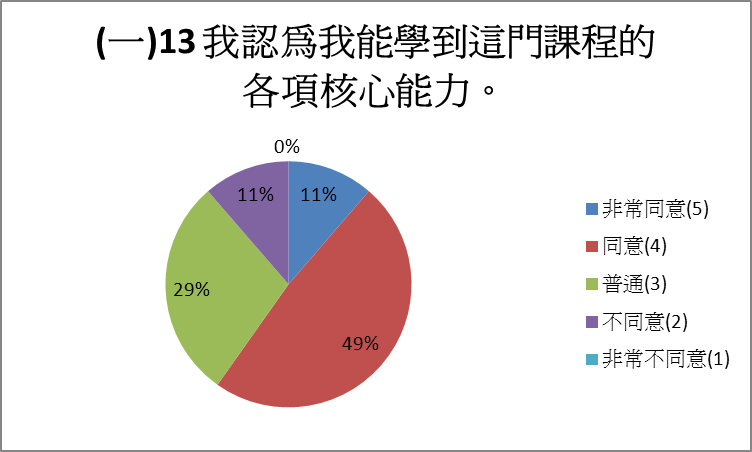 (一)13 我認為我能學到這門課程的
各項核心能力。
0%
11%
11%
29%
49%
非常同意(5)
同意(4)
普通(3)
不同意(2)
非常不同意(1)